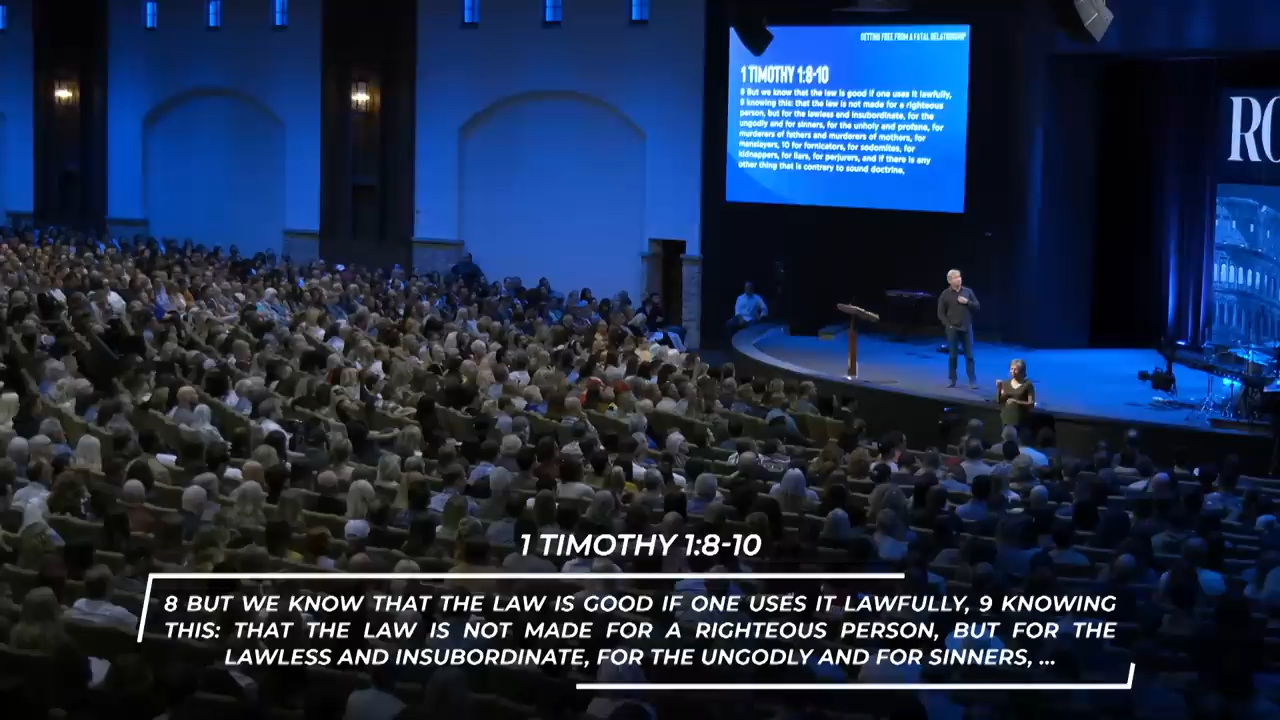 GETTING FREE FROM A FATAL RELATIONSHIP
1 TIMOTHY 1:8-10
8 But we know that the law is good if one uses it lawfully,
9 knowing this: that the law is not made for a righteous
person, but for the lawless and insubordinate, for the
ungodly and for sinners, for the unholy and profane, for
murderers of fathers and murderers of mothers, for
manslayers, 10 for fornicators, for sodomites, for
kidnappers, for liars, for perjurers, and if there is any
other thing that is contrary to sound doctrine,
RO
1 TIMOTHY 1:8-10
8 BUT WE KNOW THAT THE LAW IS GOOD IF ONE USES IT LAWFULLY, 9 KNOWING
THIS: THAT THE LAW IS NOT MADE FOR A RIGHTEOUS PERSON, BUT FOR THE
LAWLESS AND INSUBORDINATE, FOR THE UNGODLY AND FOR SINNERS, ...